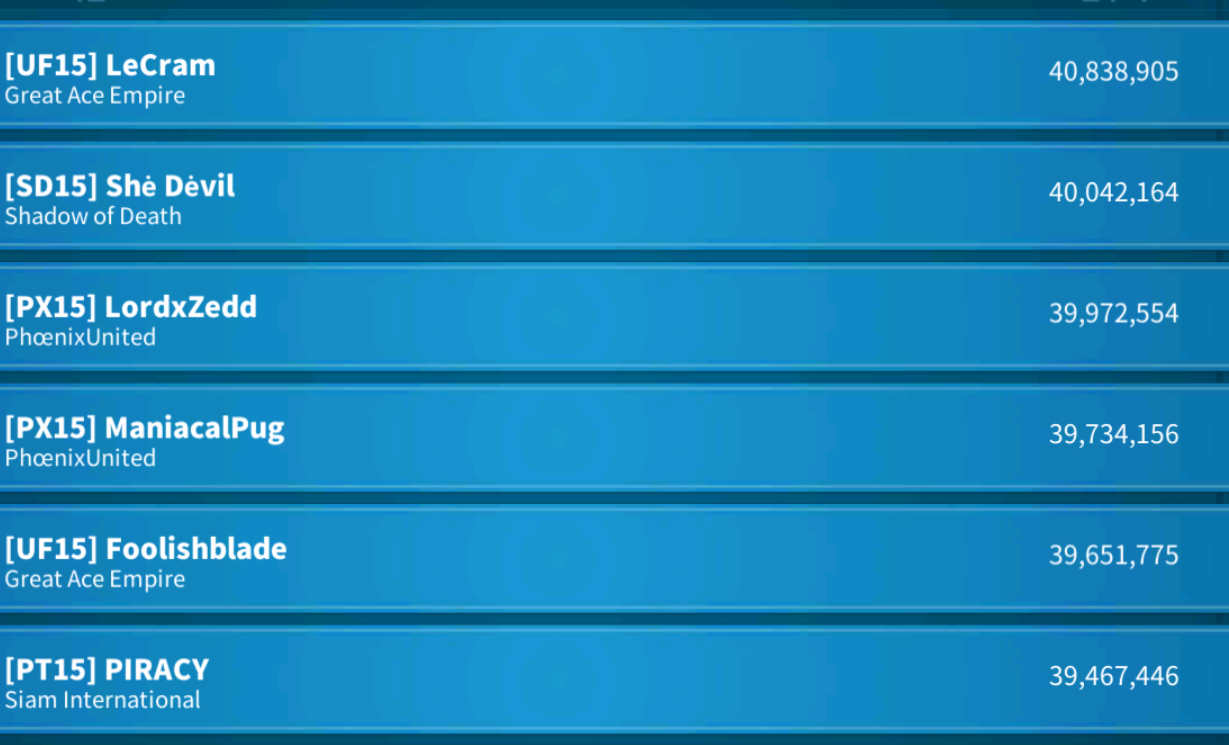 [UF15] LeCram
40,838,905
Great Ace Empire
[SD15] Shė Dėvil
40,042,164
Shadow of Death
[PX15] LordxZedd
39,972,554
PhœnixUnited
[PX15] ManiacalPug
39,734,156
PhœnixUnited
[UF15] Foolishblade
39,651,775
Great Ace Empire
[PT15] PIRACY
39,467,446
Siam International